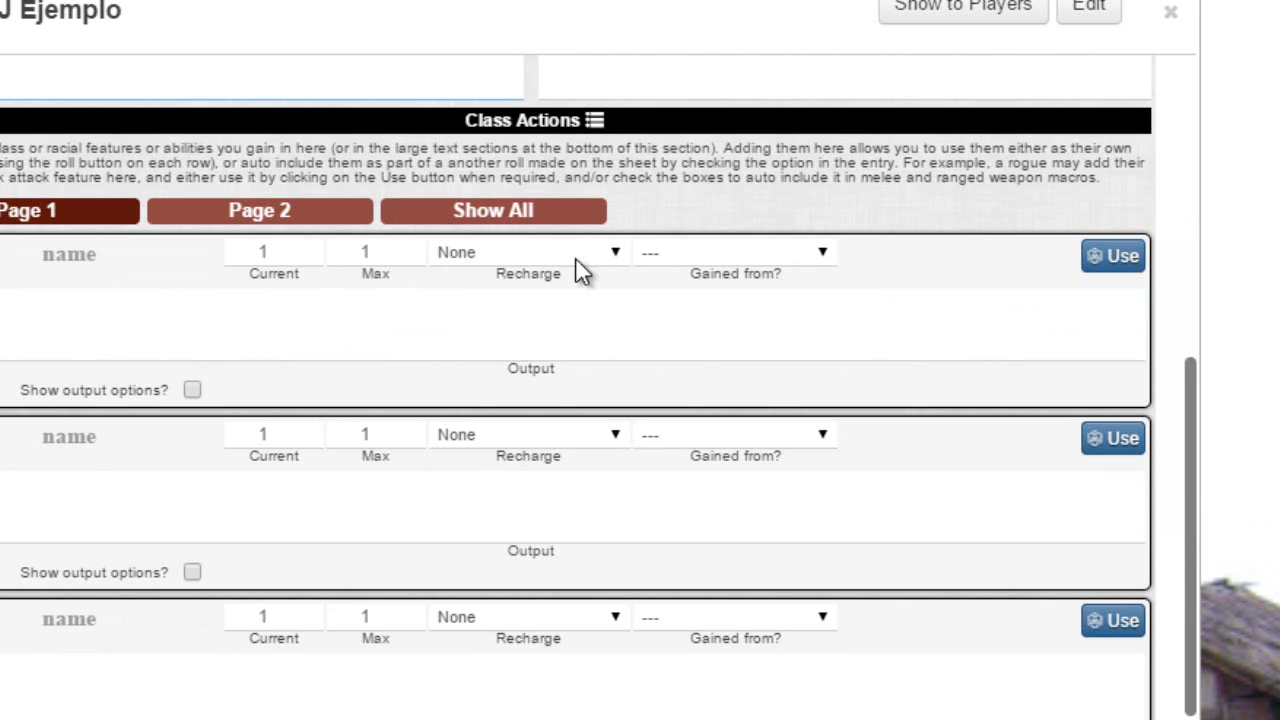 J Ejemplo
Show to Players
Edit
×
Class Actions
lass or racial features or abilities you gain in here (or in the large text sections at the bottom of this section). Adding them here allows you to use them either as their own
sing the roll button on each row), or auto include them as part of a another roll made on the sheet by checking the option in the entry. For example, a rogue may add their
k attack feature here, and either use it by clicking on the Use button when required, and/or check the boxes to auto include it in melee and ranged weapon macros.
Page 1
Page 2
Show All
name
1
1
None
---
Use
Current
Max
Recharge
Gained from?
Output
Show output options?
name
1
1
None
---
Use
Current
Max
Recharge
Gained from?
Output
Show output options?
name
1
1
None
---
Use
Current
Max
Recharge
Gained from?